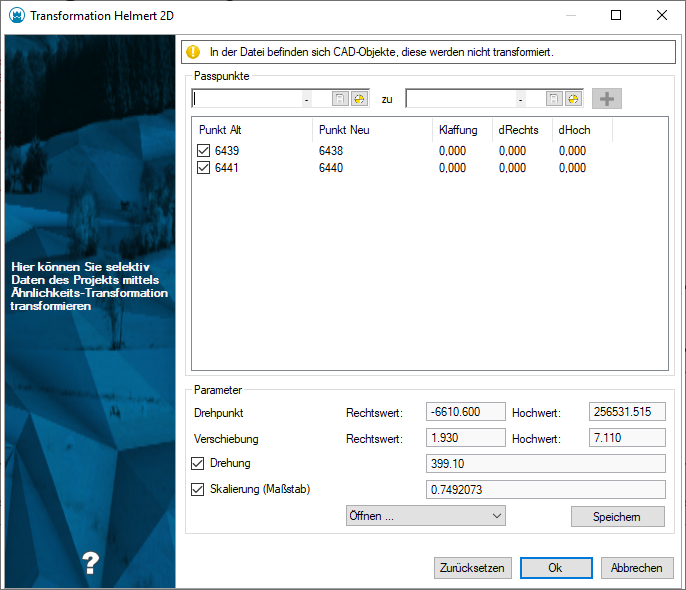 Transformation Helmert 2D
In der Datei befinden sich CAD-Objekte, diese werden nicht transformiert.
Hier können Sie selektiv
Daten des Projekts mittels
Ähnlichkeits-Transformation
transformieren
?
Passpunkte
- zu -
Punkt Alt Punkt Neu Klaffung dRechts dHoch
6439 6438 0,000 0,000 0,000
6441 6440 0,000 0,000 0,000
Parameter
Drehpunkt Rechtswert: -6610.600 Hochwert: 256531.515
Verschiebung Rechtswert: 1.930 Hochwert: 7.110
Drehung 399.10
Skalierung (Maßstab) 0.7492073
Öffnen ... Speichern
Zurücksetzen Ok Abbrechen